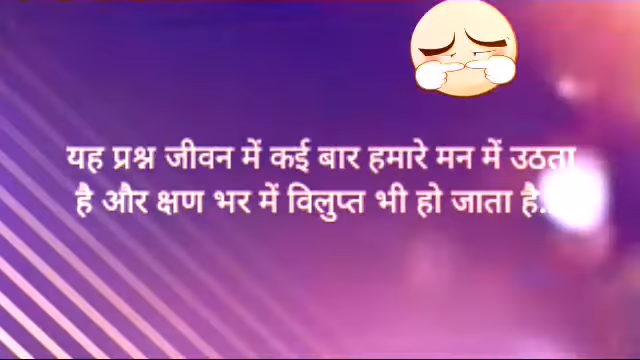 यह प्रश्न जीवन में कई बार हमारे मन में उठता
है और क्षण भर में विलुप्त भी हो जाता है...